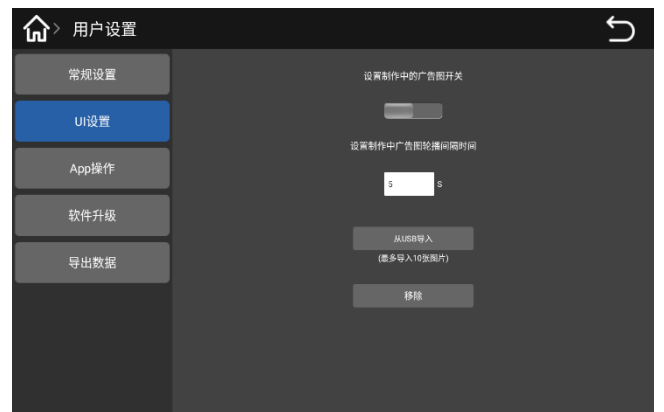 用户设置
常规设置
UI设置
App操作
软件升级
导出数据
设置制作中的广告图开关
设置制作中广告图轮播间隔时间
5 S
从USB导入
(最多导入10张图片)
移除